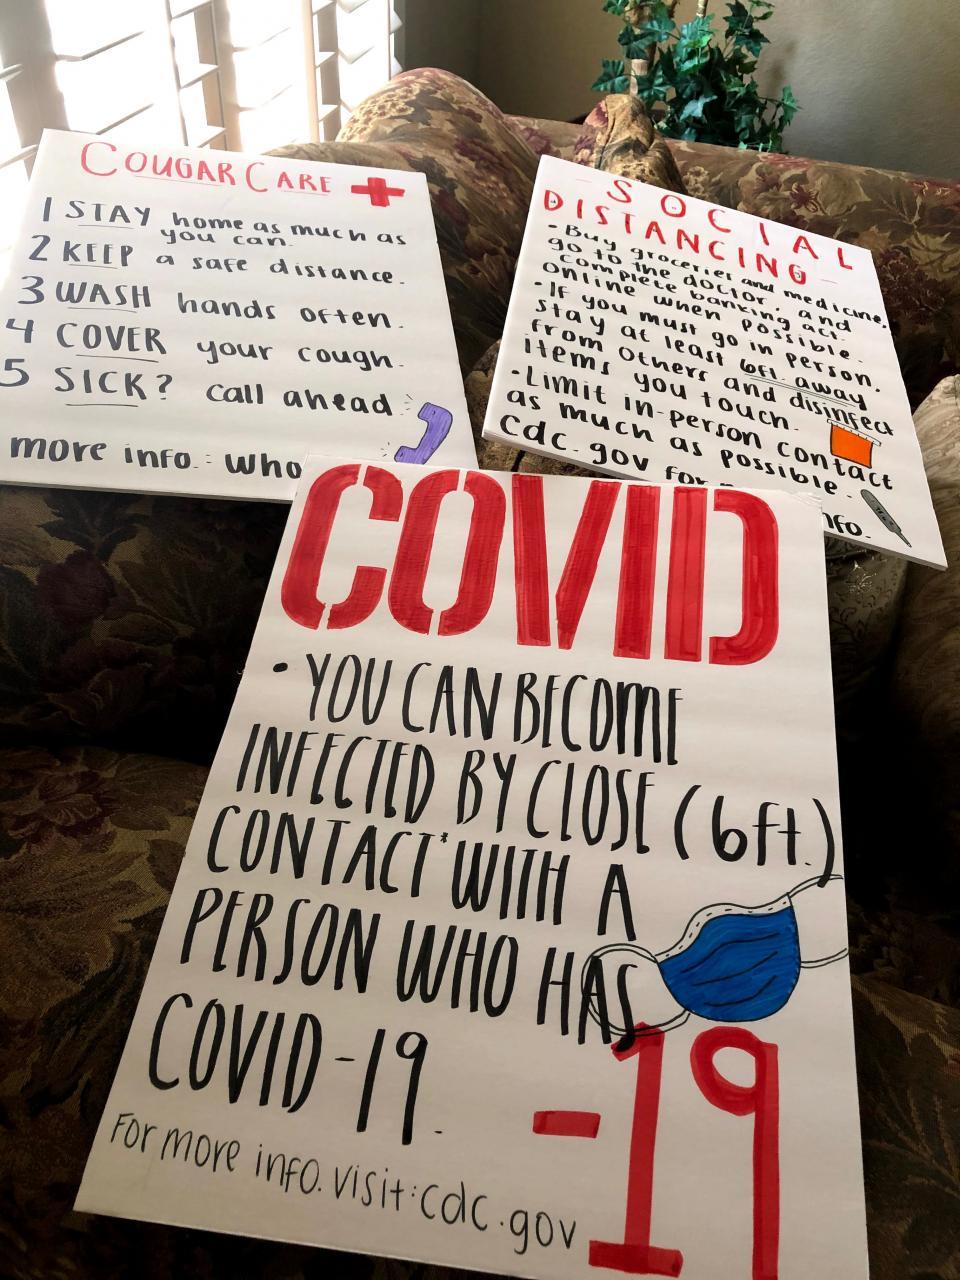 COUGAR CARE
1 STAY home as much as
you can.
2 KEEP a safe distance.
3 WASH hands often.
4 COVER your cough.
5 SICK? call ahead
more info.: who
SOCIAL
DISTANCING
• Buy groceries and medicine,
go to the doctor, and
complete banking act.
online when possible.
• If you must go in person,
stay at least 6ft. away
from others and disinfect
items you touch.
• Limit in-person contact
as much as possible.
cdc.gov for info.
COVID
• YOU CAN BECOME
INFECTED BY CLOSE (6ft.)
CONTACT* WITH A
PERSON WHO HAS
COVID-19.
-19
For more info. visit: cdc.gov